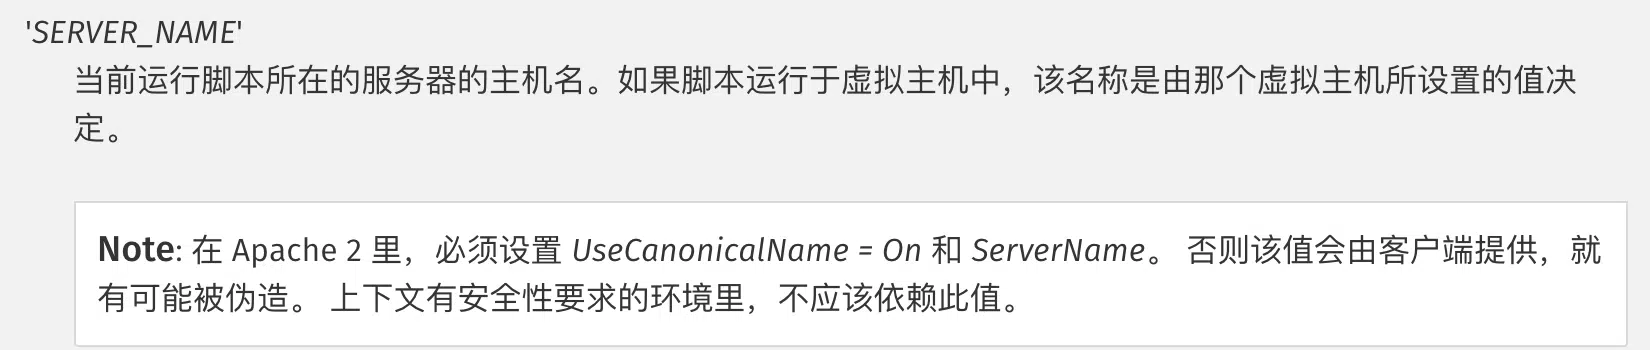 'SERVER_NAME'
当前运行脚本所在的服务器的主机名。如果脚本运行于虚拟主机中，该名称是由那个虚拟主机所设置的值决
定。
Note: 在 Apache 2 里，必须设置 UseCanonicalName = On 和 ServerName。 否则该值会由客户端提供，就
有可能被伪造。 上下文有安全性要求的环境里，不应该依赖此值。